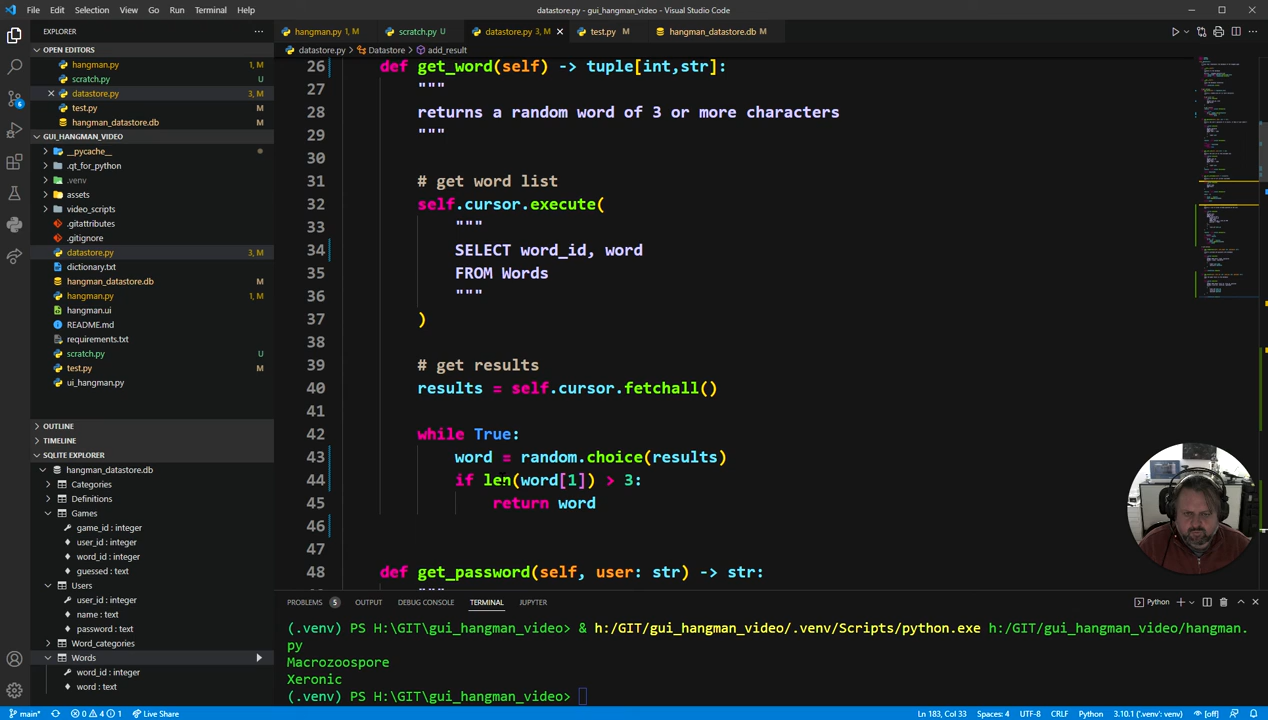 File Edit Selection View Go Run Terminal Help
datastore.py - gui_hangman_video - Visual Studio Code
EXPLORER
hangman.py 1, M
scratch.py U
datastore.py 3, M
test.py M
hangman_datastore.db M
datastore.py > Datastore > add_result
OPEN EDITORS
hangman.py 1, M
scratch.py U
datastore.py 3, M
test.py M
hangman_datastore.db M
GUI_HANGMAN_VIDEO
__pycache__
.qt_for_python
.venv
assets
video_scripts
.gitattributes
.gitignore
datastore.py 3, M
dictionary.txt
hangman_datastore.db M
hangman.py 1, M
hangman.ui
README.md
requirements.txt
scratch.py U
test.py M
ui_hangman.py
OUTLINE
TIMELINE
SQLITE EXPLORER
hangman_datastore.db
Categories
Definitions
Games
game_id : integer
user_id : integer
word_id : integer
guessed : text
Users
user_id : integer
name : text
password : text
Word_categories
Words
word_id : integer
word : text
26 def get_word(self) -> tuple[int,str]:
27 """
28 returns a random word of 3 or more characters
29 """
30
31 # get word list
32 self.cursor.execute(
33 """
34 SELECT word_id, word
35 FROM Words
36 """
37 )
38
39 # get results
40 results = self.cursor.fetchall()
41
42 while True:
43 word = random.choice(results)
44 if len(word[1]) > 3:
45 return word
46
47
48 def get_password(self, user: str) -> str:
PROBLEMS 5 OUTPUT DEBUG CONSOLE TERMINAL JUPYTER
Python
(.venv) PS H:\GIT\gui_hangman_video> & h:/GIT/gui_hangman_video/.venv/Scripts/python.exe h:/GIT/gui_hangman_video/hangman.
py
Macrozoospore
Xeronic
(.venv) PS H:\GIT\gui_hangman_video>
main* 0 4 1 Live Share
Ln 183, Col 33 Spaces: 4 UTF-8 CRLF Python 3.10.1 ('.venv': venv) [off]